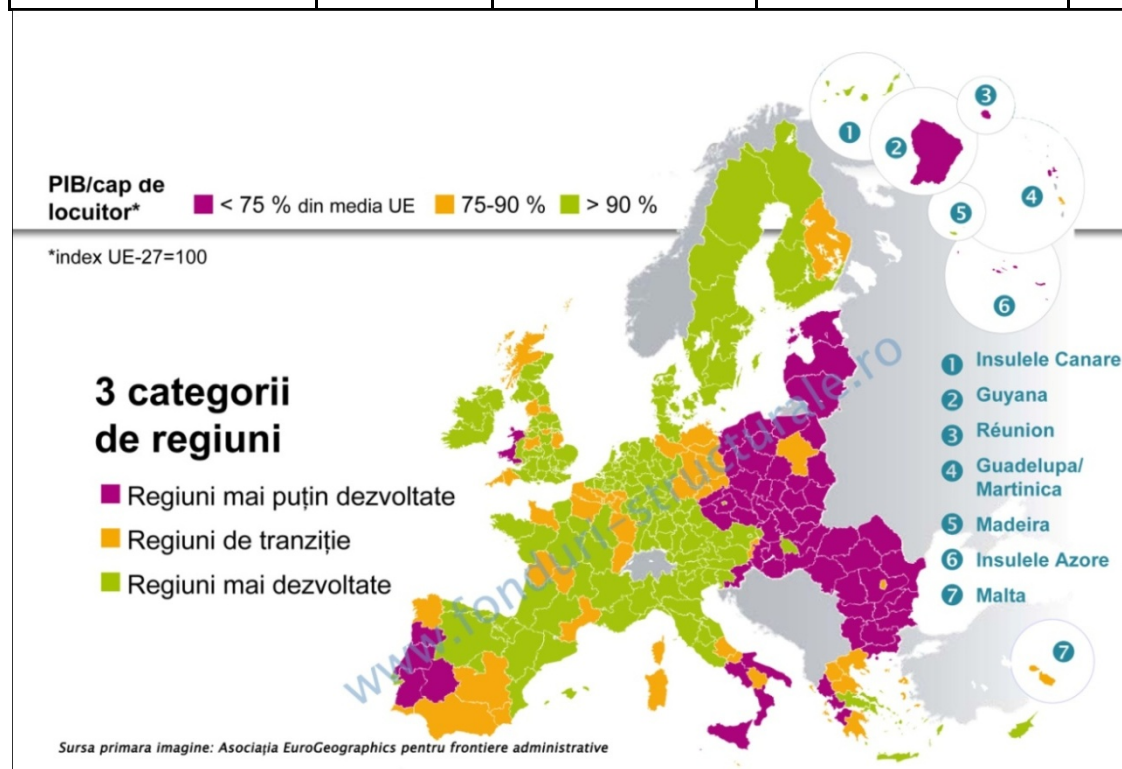 PIB/cap de
locuitor*
< 75 % din media UE
75-90 %
> 90 %
*index UE-27=100
3 categorii
de regiuni
Regiuni mai puțin dezvoltate
Regiuni de tranziție
Regiuni mai dezvoltate
1
2
3
4
5
6
1 Insulele Canare
2 Guyana
3 Réunion
4 Guadelupa/
Martinica
5 Madeira
6 Insulele Azore
7 Malta
7
www.fonduri-structurale.ro
Sursa primara imagine: Asociația EuroGeographics pentru frontiere administrative